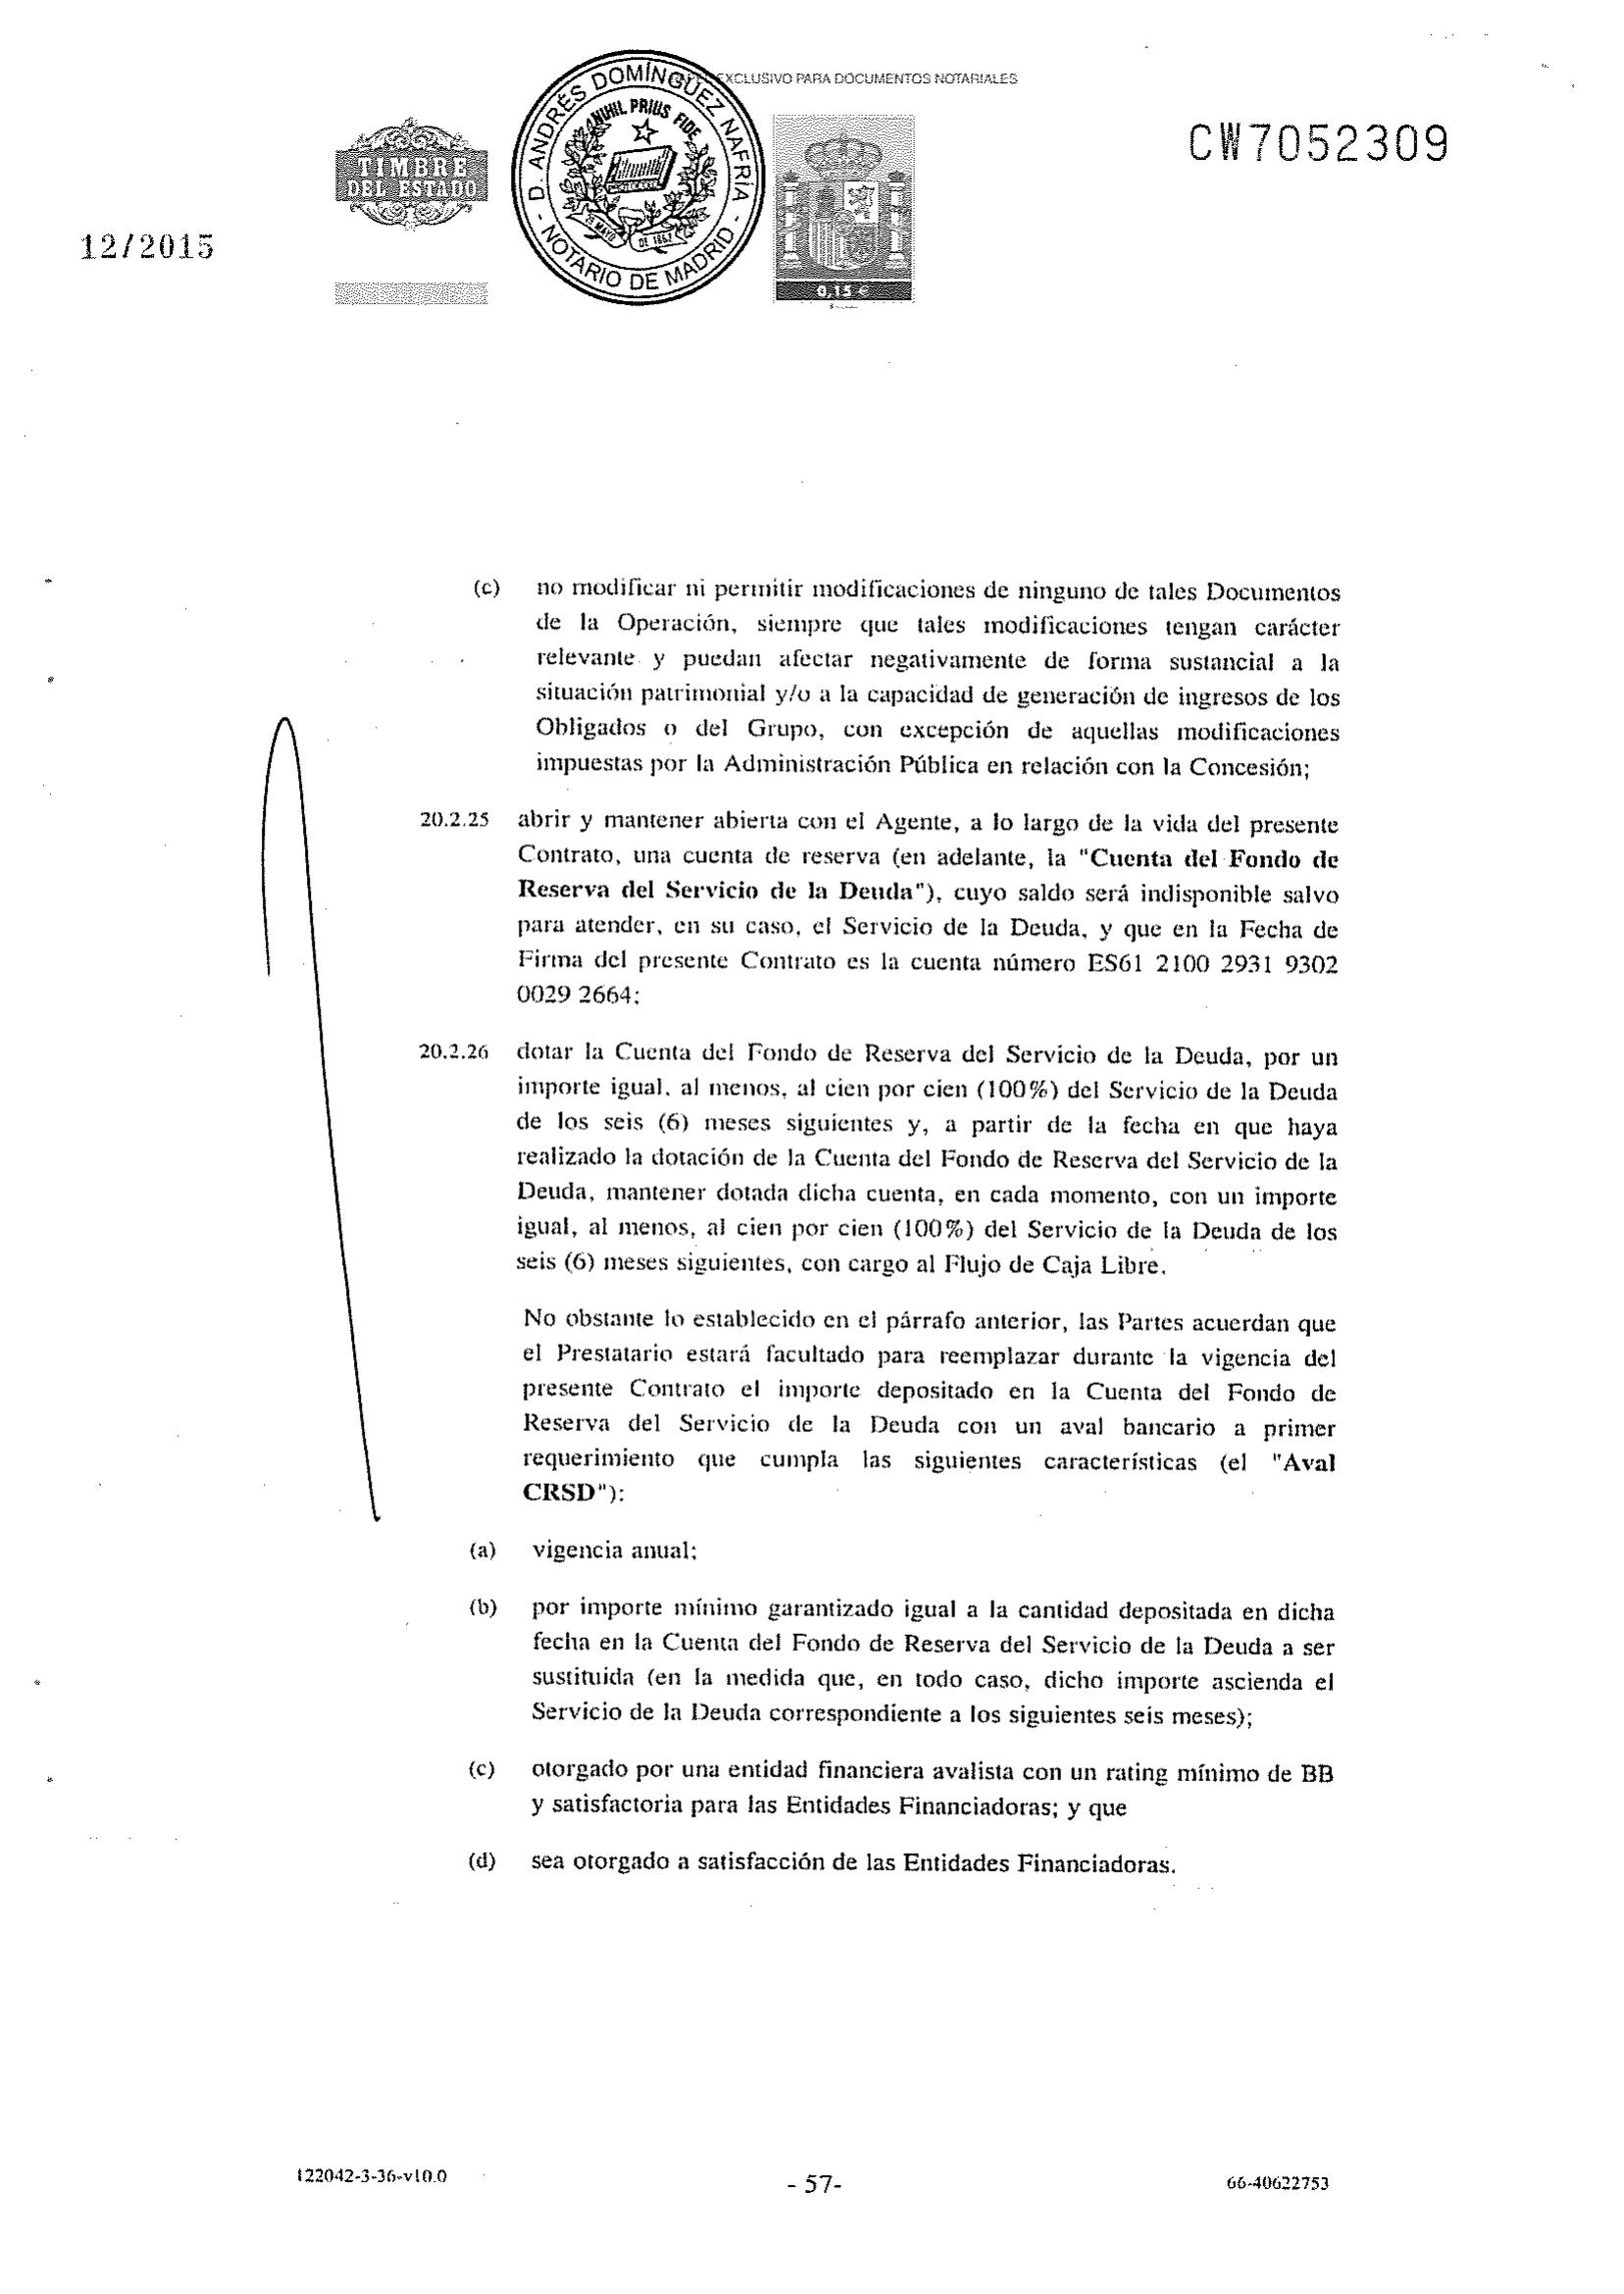 EXCLUSIVO PARA DOCUMENTOS NOTARIALES
D. ANDRÉS DOMÍNGUEZ NAFRÍA - NOTARIO DE MADRID -
NIHIL PRIUS FIDE
DE 1862
TIMBRE
DEL ESTADO
0,15 €
CW7052309
12/2015
(c) no modificar ni permitir modificaciones de ninguno de tales Documentos
de la Operación, siempre que tales modificaciones tengan carácter
relevante y puedan afectar negativamente de forma sustancial a la
situación patrimonial y/o a la capacidad de generación de ingresos de los
Obligados o del Grupo, con excepción de aquellas modificaciones
impuestas por la Administración Pública en relación con la Concesión;
20.2.25 abrir y mantener abierta con el Agente, a lo largo de la vida del presente
Contrato, una cuenta de reserva (en adelante, la "Cuenta del Fondo de
Reserva del Servicio de la Deuda"), cuyo saldo será indisponible salvo
para atender, en su caso, el Servicio de la Deuda, y que en la Fecha de
Firma del presente Contrato es la cuenta número ES61 2100 2931 9302
0029 2664;
20.2.26 dotar la Cuenta del Fondo de Reserva del Servicio de la Deuda, por un
importe igual, al menos, al cien por cien (100%) del Servicio de la Deuda
de los seis (6) meses siguientes y, a partir de la fecha en que haya
realizado la dotación de la Cuenta del Fondo de Reserva del Servicio de la
Deuda, mantener dotada dicha cuenta, en cada momento, con un importe
igual, al menos, al cien por cien (100%) del Servicio de la Deuda de los
seis (6) meses siguientes, con cargo al Flujo de Caja Libre.
No obstante lo establecido en el párrafo anterior, las Partes acuerdan que
el Prestatario estará facultado para reemplazar durante la vigencia del
presente Contrato el importe depositado en la Cuenta del Fondo de
Reserva del Servicio de la Deuda con un aval bancario a primer
requerimiento que cumpla las siguientes características (el "Aval
CRSD"):
(a) vigencia anual;
(b) por importe mínimo garantizado igual a la cantidad depositada en dicha
fecha en la Cuenta del Fondo de Reserva del Servicio de la Deuda a ser
sustituida (en la medida que, en todo caso, dicho importe ascienda el
Servicio de la Deuda correspondiente a los siguientes seis meses);
(c) otorgado por una entidad financiera avalista con un rating mínimo de BB
y satisfactoria para las Entidades Financiadoras; y que
(d) sea otorgado a satisfacción de las Entidades Financiadoras.
122042-3-36-v10.0
- 57-
66-40622753